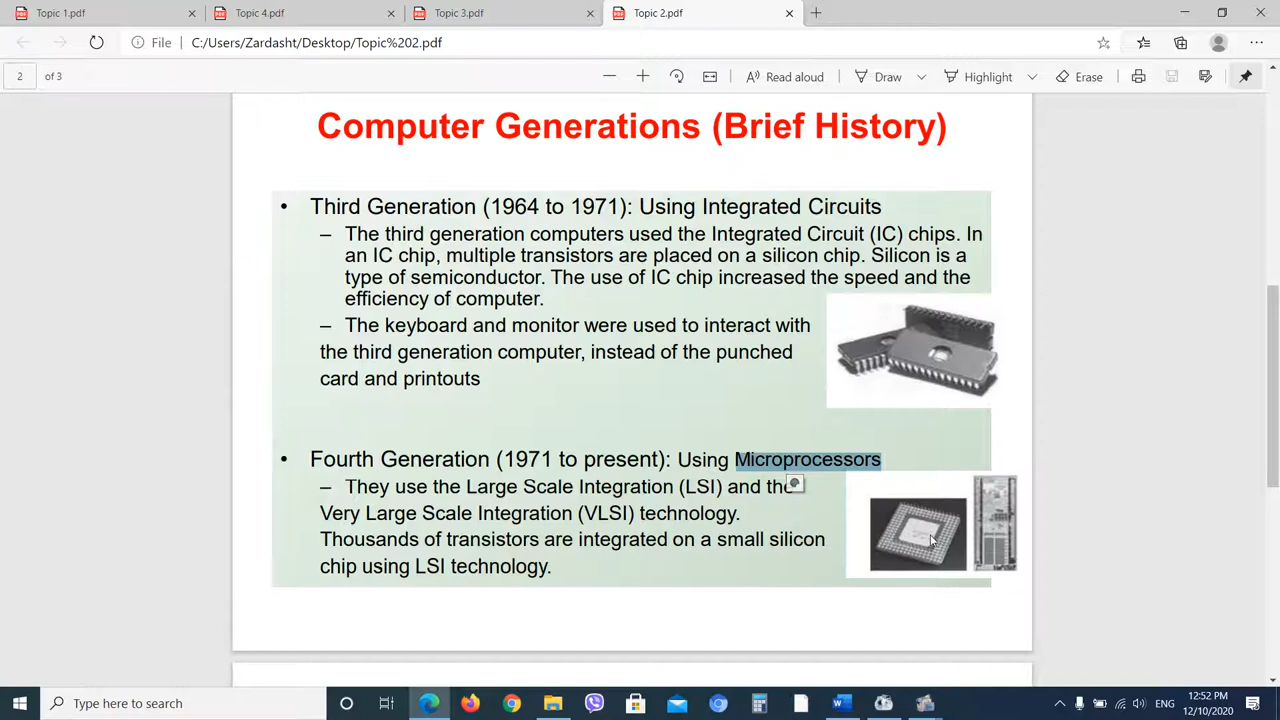 Topic 1.pdf
Topic 4.pdf
Topic 3.pdf
Topic 2.pdf
File
C:/Users/Zardasht/Desktop/Topic%202.pdf
2 of 3
Read aloud
Draw
Highlight
Erase
Computer Generations (Brief History)
• Third Generation (1964 to 1971): Using Integrated Circuits
– The third generation computers used the Integrated Circuit (IC) chips. In
an IC chip, multiple transistors are placed on a silicon chip. Silicon is a
type of semiconductor. The use of IC chip increased the speed and the
efficiency of computer.
– The keyboard and monitor were used to interact with
the third generation computer, instead of the punched
card and printouts
• Fourth Generation (1971 to present): Using Microprocessors
– They use the Large Scale Integration (LSI) and the
Very Large Scale Integration (VLSI) technology.
Thousands of transistors are integrated on a small silicon
chip using LSI technology.
Type here to search
ENG
12:52 PM
12/10/2020